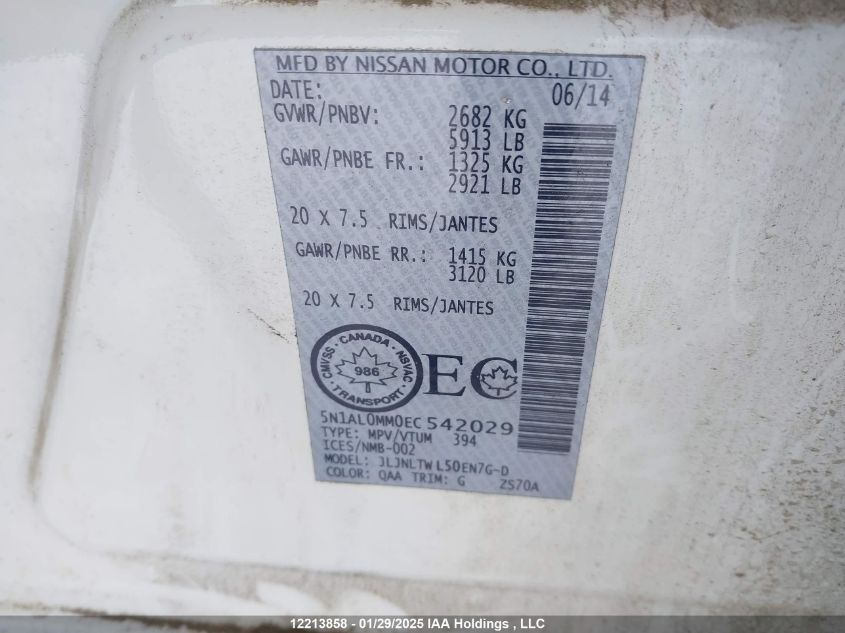 MFD BY NISSAN MOTOR CO., LTD.
DATE: 06/14
GVWR/PNBV: 2682 KG
5913 LB
GAWR/PNBE FR.: 1325 KG
2921 LB
20 X 7.5 RIMS/JANTES
GAWR/PNBE RR.: 1415 KG
3120 LB
20 X 7.5 RIMS/JANTES
CMVSS - CANADA - NSVAC
986
TRANSPORT
EC
5N1AL0MM0EC542029
TYPE: MPV/VTUM 394
ICES/NMB-002
MODEL: JLJNLTW L50EN7G-D
COLOR: QAA TRIM: G ZS70A
12213858 - 01/29/2025 IAA Holdings , LLC